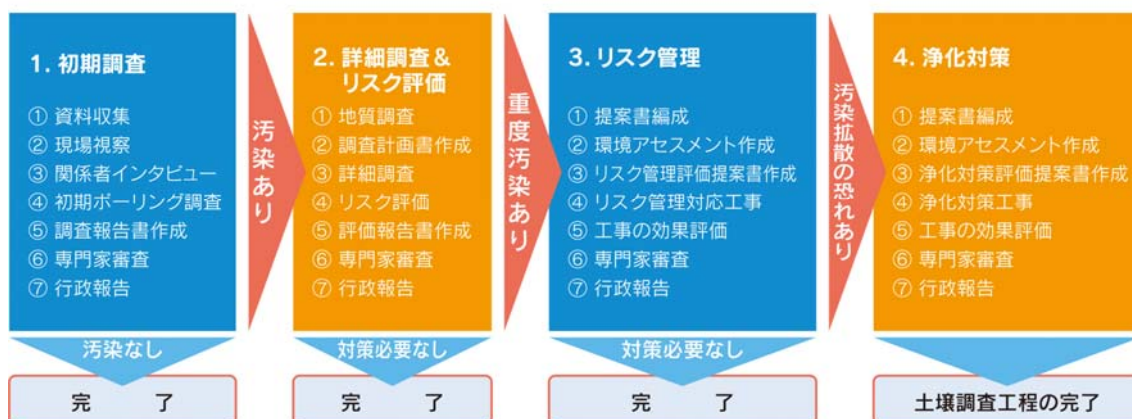 1. 初期調査
① 資料収集
② 現場視察
③ 関係者インタビュー
④ 初期ボーリング調査
⑤ 調査報告書作成
⑥ 専門家審査
⑦ 行政報告
汚染なし
完 了
汚染あり
2. 詳細調査&
リスク評価
① 地質調査
② 調査計画書作成
③ 詳細調査
④ リスク評価
⑤ 評価報告書作成
⑥ 専門家審査
⑦ 行政報告
対策必要なし
完 了
重度汚染あり
3. リスク管理
① 提案書編成
② 環境アセスメント作成
③ リスク管理評価提案書作成
④ リスク管理対応工事
⑤ 工事の効果評価
⑥ 専門家審査
⑦ 行政報告
対策必要なし
完 了
汚染拡散の恐れあり
4. 浄化対策
① 提案書編成
② 環境アセスメント作成
③ 浄化対策評価提案書作成
④ 浄化対策工事
⑤ 工事の効果評価
⑥ 専門家審査
⑦ 行政報告
土壌調査工程の完了